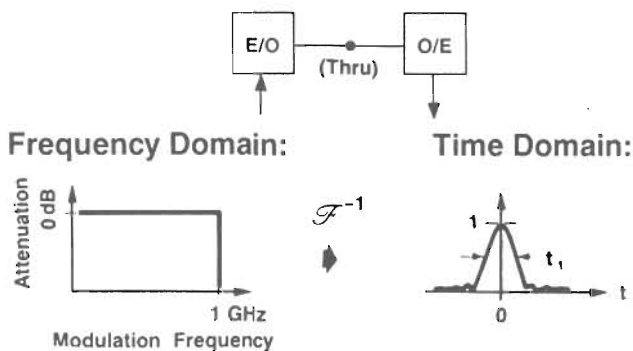 E/O
O/E
(Thru)
Frequency Domain:
Time Domain:
Attenuation
0 dB
ℱ⁻¹
1
t₁
t
0
1 GHz
Modulation Frequency